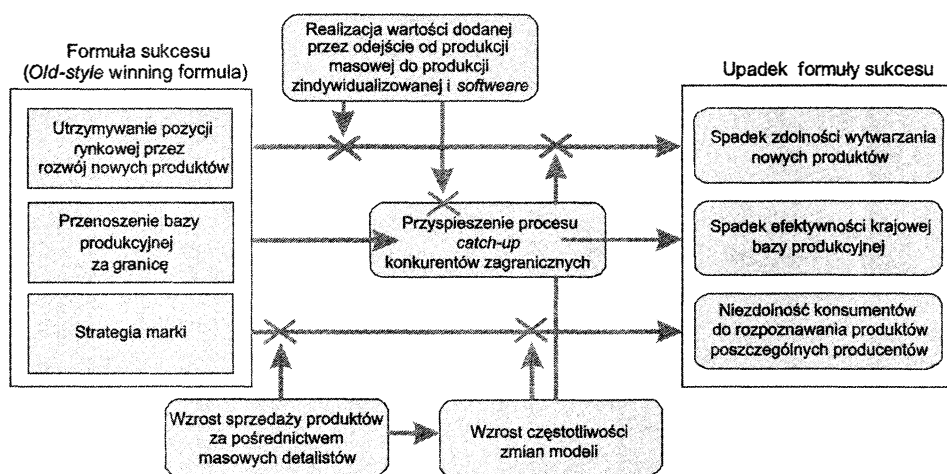 Formuła sukcesu
(Old-style winning formula)
Utrzymywanie pozycji
rynkowej przez
rozwój nowych produktów
Przenoszenie bazy
produkcyjnej
za granicę
Strategia marki
Realizacja wartości dodanej
przez odejście od produkcji
masowej do produkcji
zindywidualizowanej i softweare
Przyspieszenie procesu
catch-up
konkurentów zagranicznych
Wzrost sprzedaży produktów
za pośrednictwem
masowych detalistów
Wzrost częstotliwości
zmian modeli
Upadek formuły sukcesu
Spadek zdolności wytwarzania
nowych produktów
Spadek efektywności krajowej
bazy produkcyjnej
Niezdolność konsumentów
do rozpoznawania produktów
poszczególnych producentów